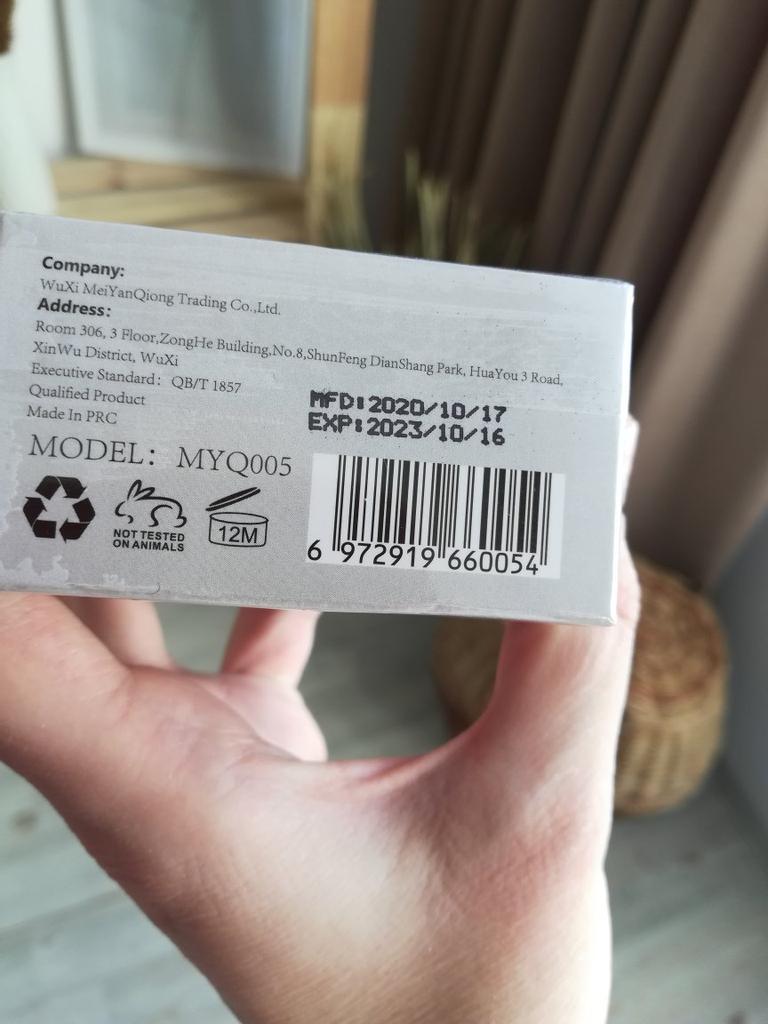 Company:
WuXi MeiYanQiong Trading Co.,Ltd.
Address:
Room 306, 3 Floor,ZongHe Building,No.8,ShunFeng DianShang Park, HuaYou 3 Road,
XinWu District, WuXi
Executive Standard: QB/T 1857
Qualified Product
Made In PRC
MFD:2020/10/17
EXP:2023/10/16
MODEL: MYQ005
NOT TESTED
ON ANIMALS
12M
6 972919 660054